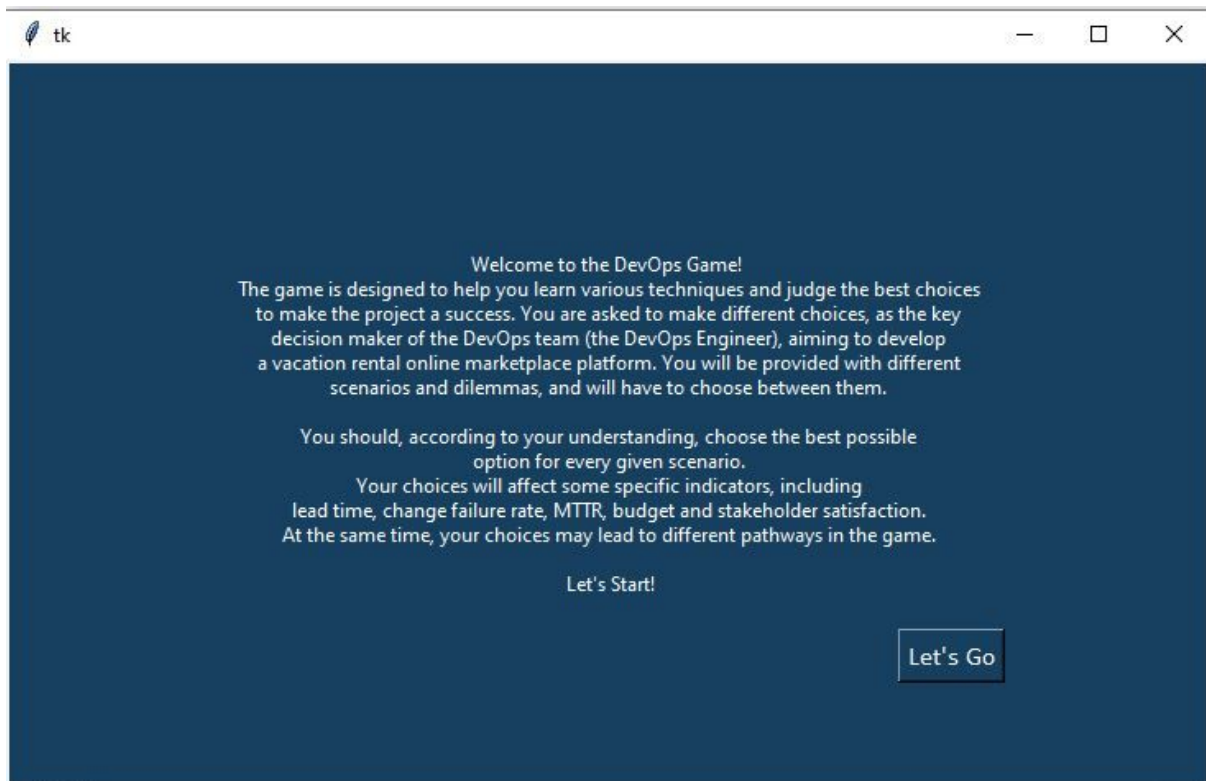 tk
Welcome to the DevOps Game!
The game is designed to help you learn various techniques and judge the best choices
to make the project a success. You are asked to make different choices, as the key
decision maker of the DevOps team (the DevOps Engineer), aiming to develop
a vacation rental online marketplace platform. You will be provided with different
scenarios and dilemmas, and will have to choose between them.
You should, according to your understanding, choose the best possible
option for every given scenario.
Your choices will affect some specific indicators, including
lead time, change failure rate, MTTR, budget and stakeholder satisfaction.
At the same time, your choices may lead to different pathways in the game.
Let's Start!
Let's Go